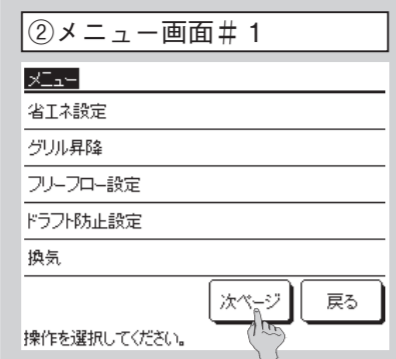 ②メニュー画面＃1
メニュー
省エネ設定
グリル昇降
フリーフロー設定
ドラフト防止設定
換気
次ページ 戻る
操作を選択してください。